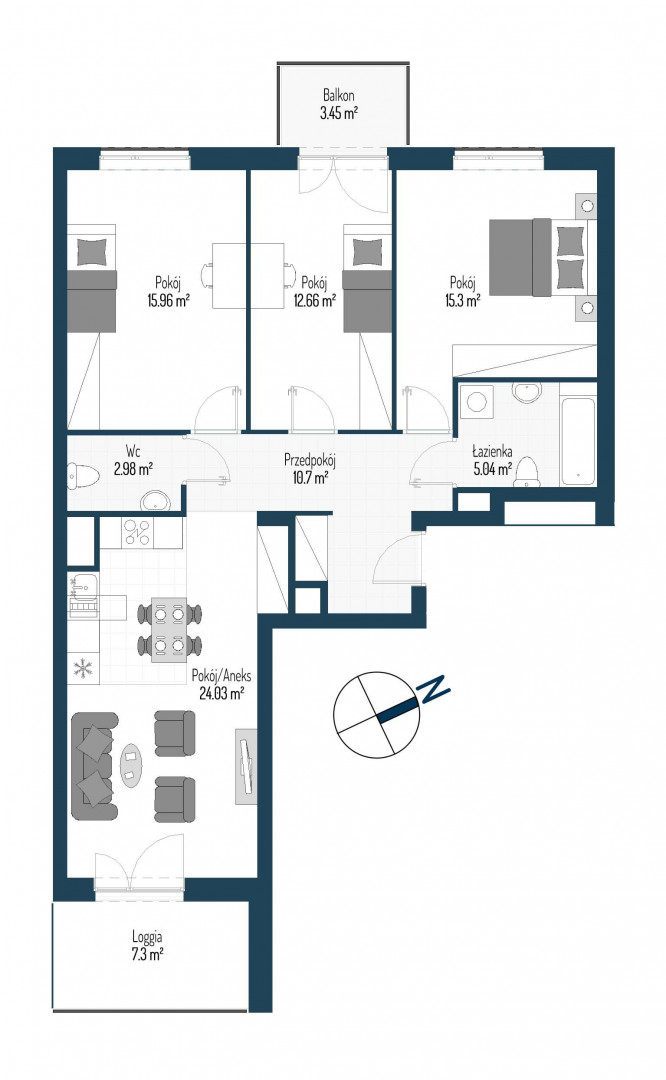 Balkon
3.45 m²
Pokój
15.96 m²
Pokój
12.66 m²
Pokój
15.3 m²
Wc
2.98 m²
Przedpokój
10.7 m²
Łazienka
5.04 m²
Pokój/Aneks
24.03 m²
N
Loggia
7.3 m²